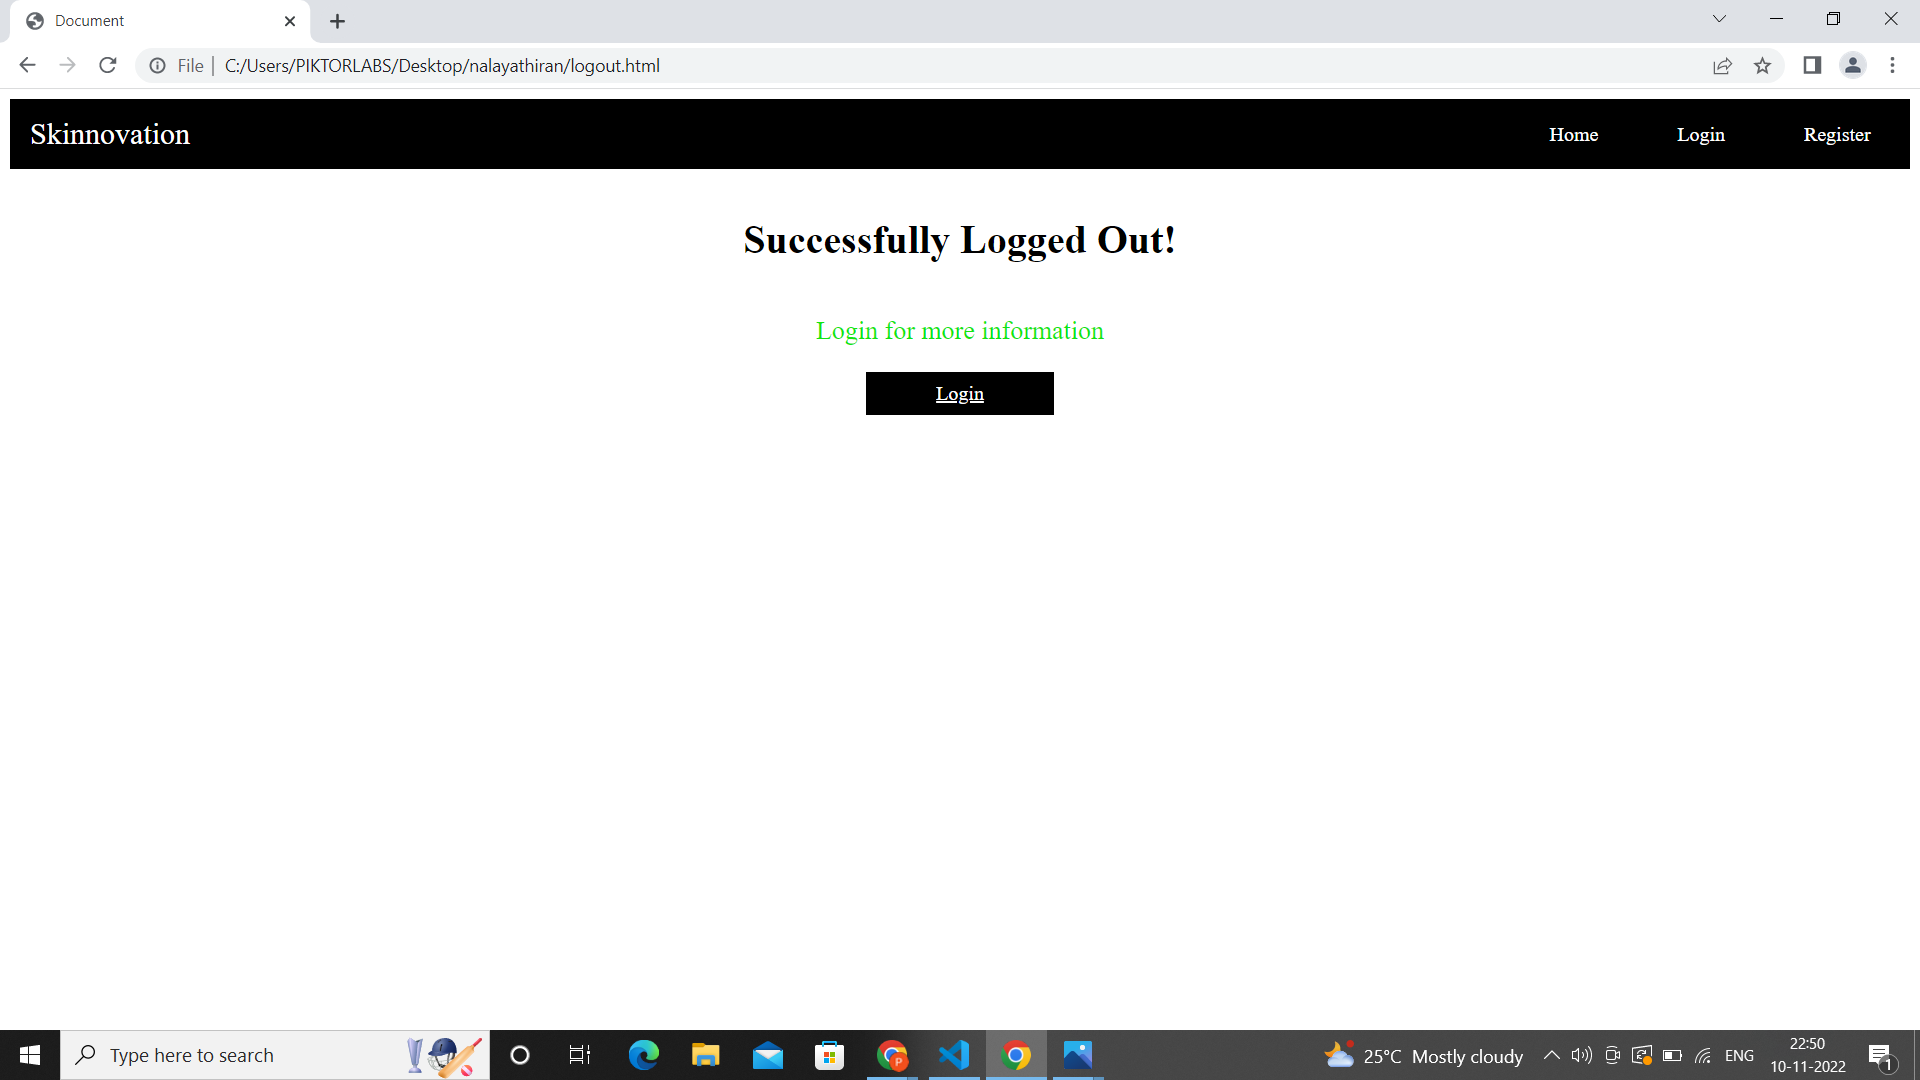 Document
File | C:/Users/PIKTORLABS/Desktop/nalayathiran/logout.html
Skinnovation
Home
Login
Register
Successfully Logged Out!
Login for more information
Login
Type here to search
P
25°C Mostly cloudy
ENG
22:50
10-11-2022
1